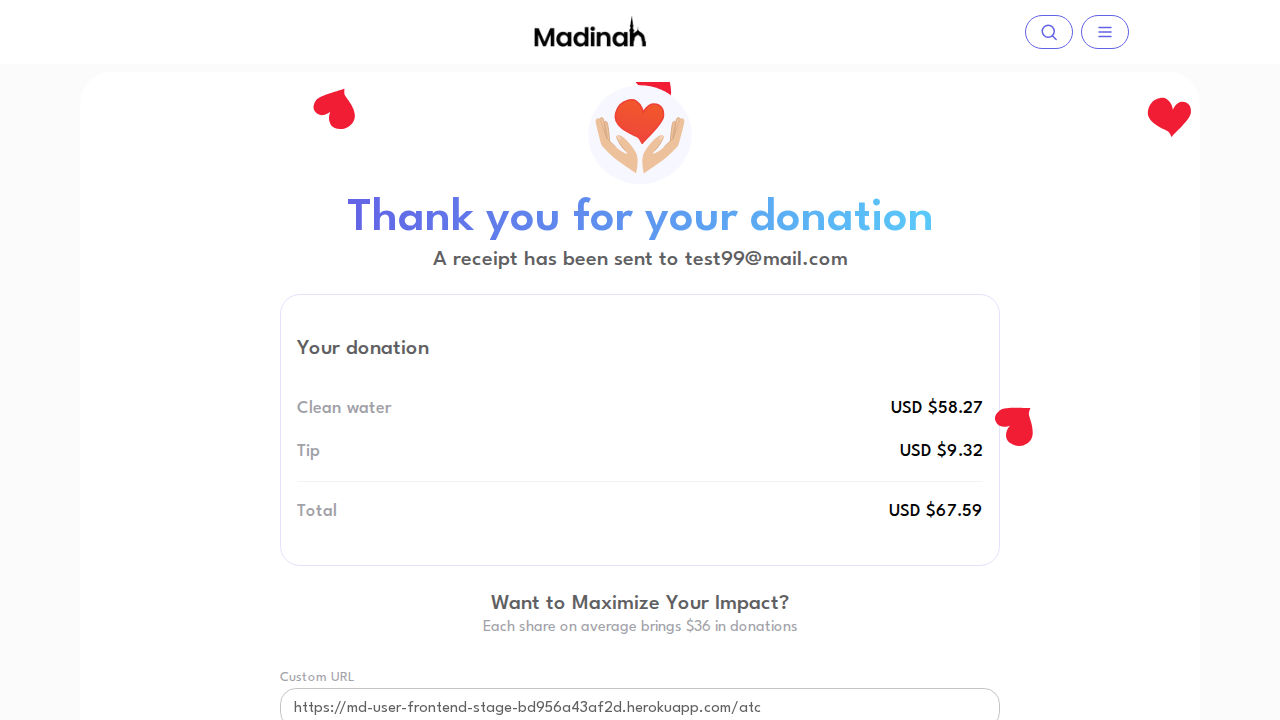 Madinah
Thank you for your donation
A receipt has been sent to test99@mail.com
Your donation
Clean water USD $58.27
Tip USD $9.32
Total USD $67.59
Want to Maximize Your Impact?
Each share on average brings $36 in donations
Custom URL
https://md-user-frontend-stage-bd956a43af2d.herokuapp.com/atc